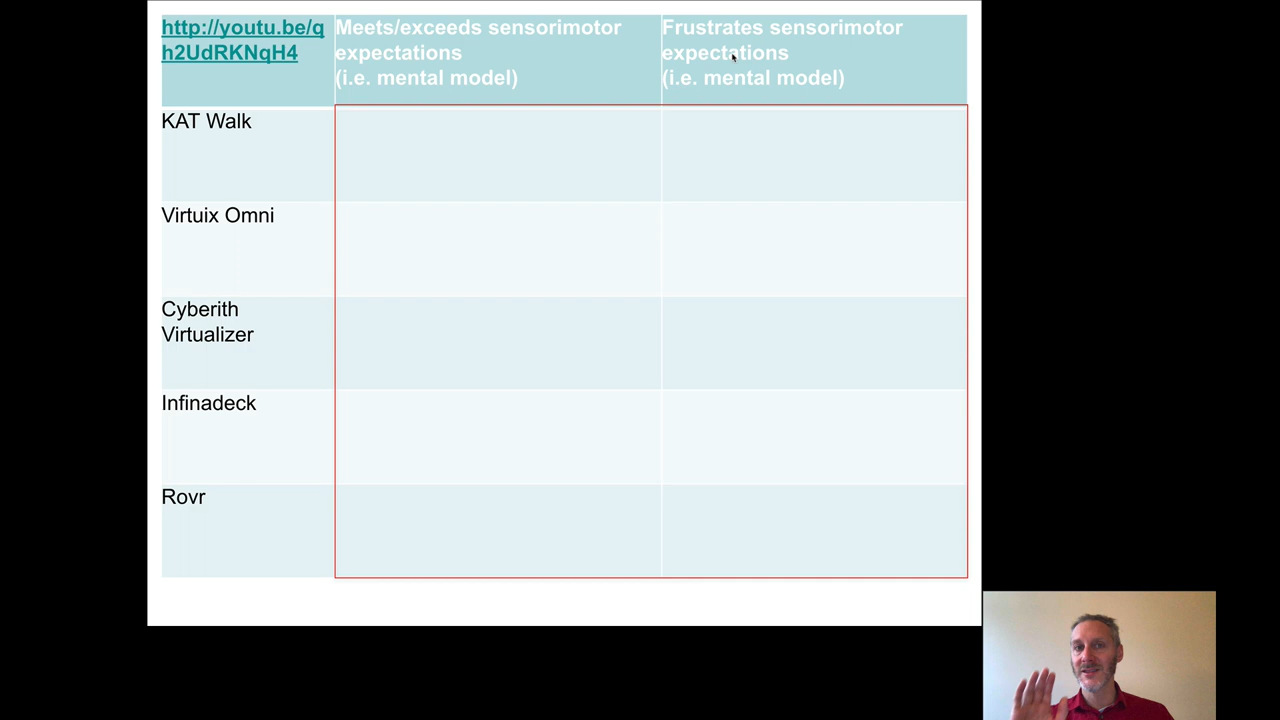 http://youtu.be/q
h2UdRKNqH4
Meets/exceeds sensorimotor
expectations
(i.e. mental model)
Frustrates sensorimotor
expectations
(i.e. mental model)
KAT Walk
Virtuix Omni
Cyberith
Virtualizer
Infinadeck
Rovr